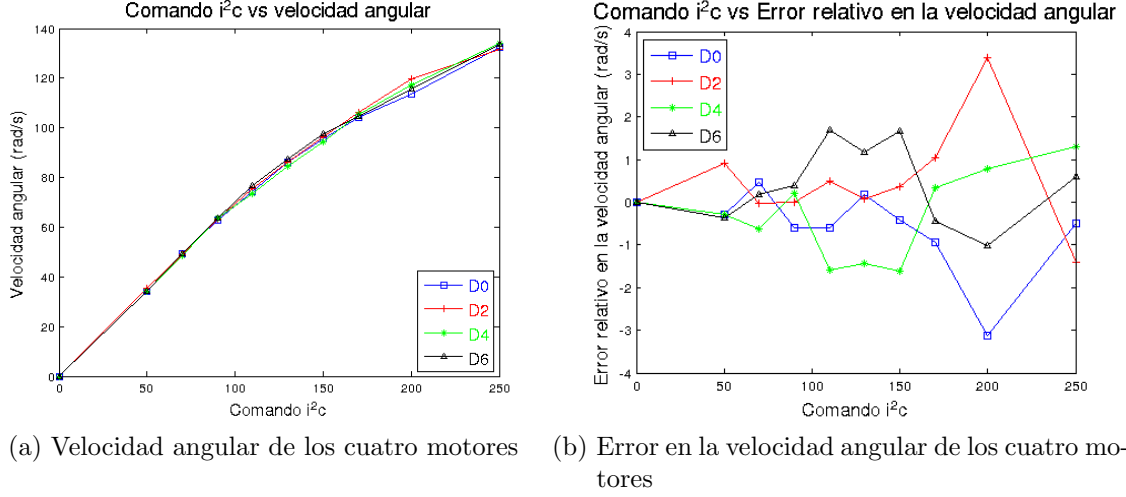 Comando i²c vs velocidad angular
Velocidad angular (rad/s)
140
120
100
80
60
40
20
0
0 50 100 150 200 250
Comando i²c
D0
D2
D4
D6
(a) Velocidad angular de los cuatro motores
Comando i²c vs Error relativo en la velocidad angular
Error relativo en la velocidad angular (rad/s)
4
3
2
1
0
-1
-2
-3
-4
0 50 100 150 200 250
Comando i²c
D0
D2
D4
D6
(b) Error en la velocidad angular de los cuatro mo-
tores